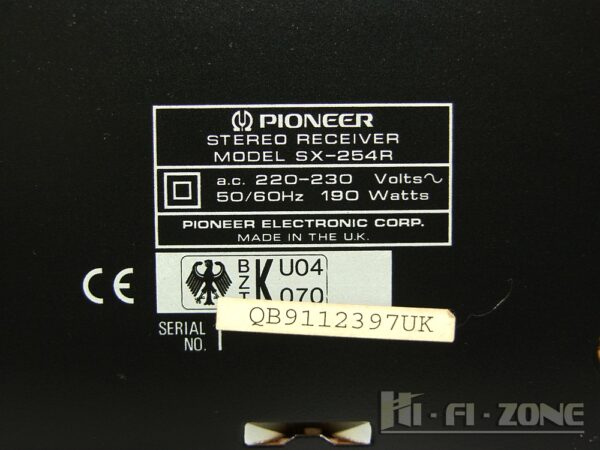 PIONEER
STEREO RECEIVER
MODEL SX-254R
a.c. 220-230 Volts~
50/60Hz 190 Watts
PIONEER ELECTRONIC CORP.
MADE IN THE U.K.
CE
BZT K U04
070
SERIAL
NO.
QB9112397UK
Hi-Fi-ZONE